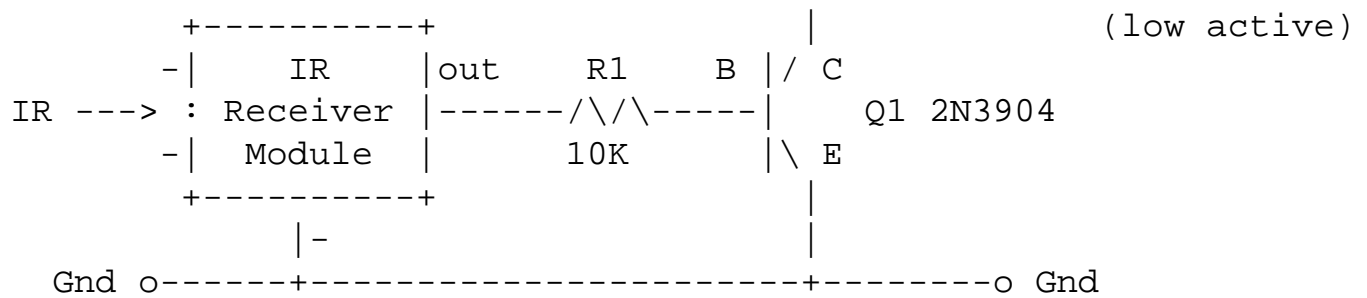 +----------+ | (low active)
-| IR |out R1 B |/ C
IR ---> : Receiver |------/\/\-----| Q1 2N3904
-| Module | 10K |\ E
+----------+ |
|- |
Gnd o------+------------------------+--------o Gnd